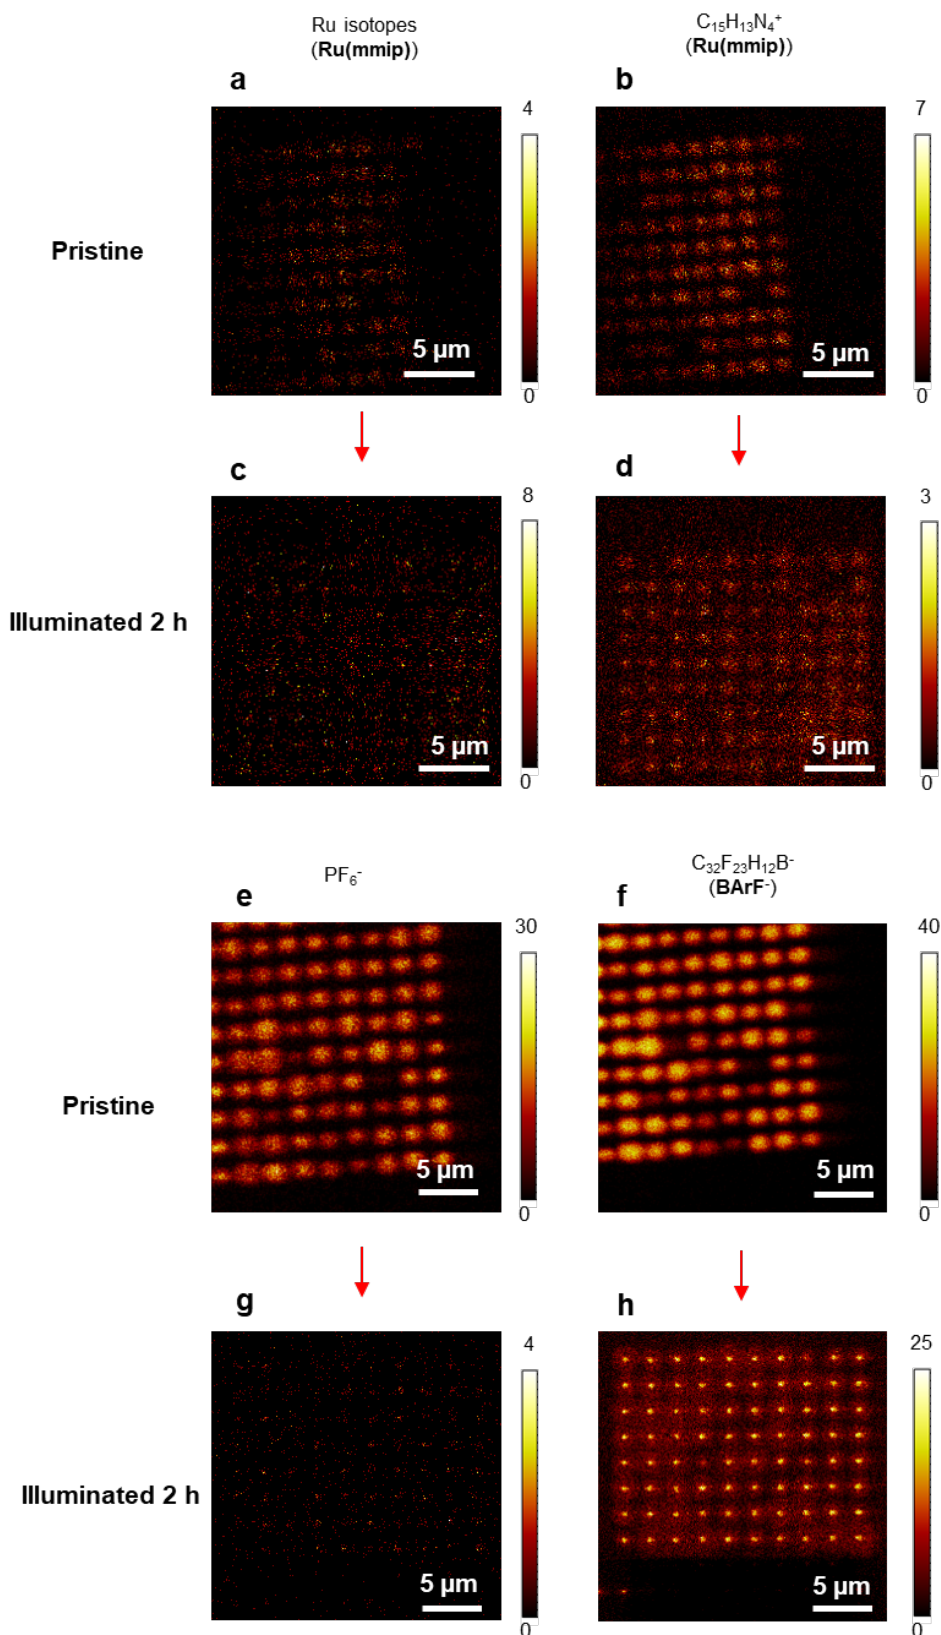 Ru isotopes
(Ru(mmip))
C₁₅H₁₃N₄⁺
(Ru(mmip))
a
b
4
7
Pristine
5 µm
5 µm
0
0
c
d
8
3
Illuminated 2 h
5 µm
5 µm
0
0
PF₆⁻
C₃₂F₂₃H₁₂B⁻
(BArF⁻)
e
f
30
40
Pristine
5 µm
5 µm
0
0
g
h
4
25
Illuminated 2 h
5 µm
5 µm
0
0